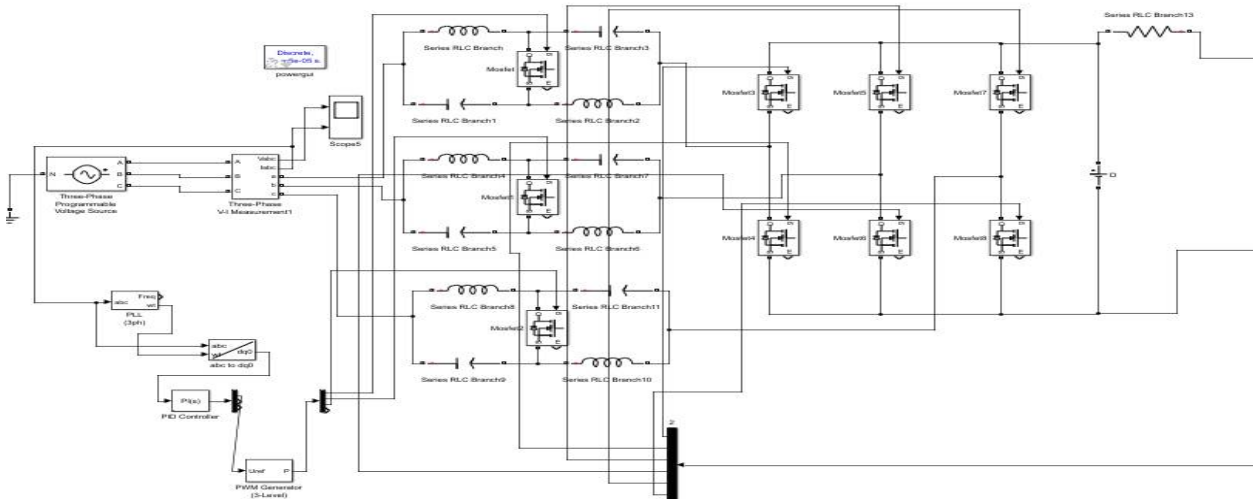 Series RLC Branch13
Discrete,
= 5e-05 s.
powergui
Series RLC Branch
Series RLC Branch3
Mosfet
Series RLC Branch1
Series RLC Branch2
Scope5
Mosfet3
Mosfet5
Mosfet7
N
A
B
C
Three-Phase
Programmable
Voltage Source
A
B
C
Vabc
Iabc
a
b
c
Three-Phase
V-I Measurement1
Series RLC Branch4
Series RLC Branch7
Mosfet1
Series RLC Branch5
Series RLC Branch6
D
Mosfet4
Mosfet6
Mosfet8
abc
Freq
wt
PLL
(3ph)
Series RLC Branch8
Series RLC Branch11
Mosfet2
Series RLC Branch9
Series RLC Branch10
abc
wt
dq0
abc to dq0
PI(s)
PID Controller
2
Uref
P
PWM Generator
(3-Level)